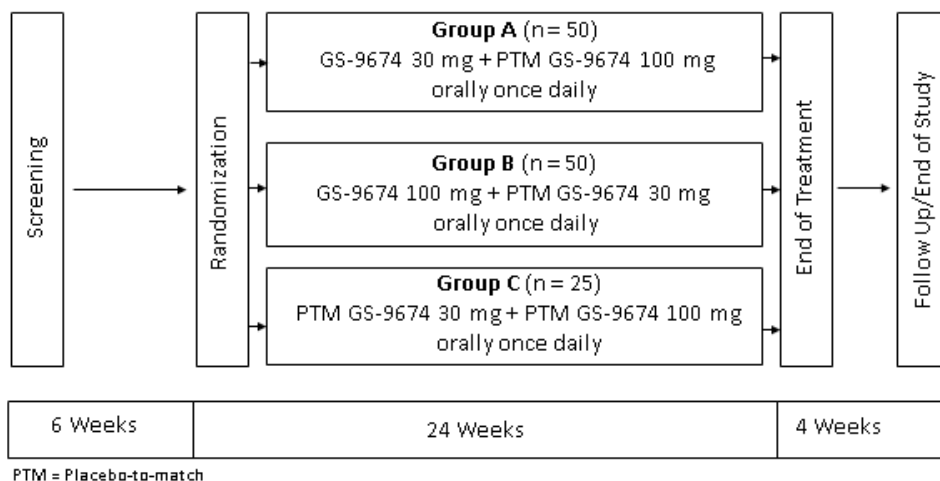 Screening
Randomization
Group A (n = 50)
GS-9674 30 mg + PTM GS-9674 100 mg
orally once daily
Group B (n = 50)
GS-9674 100 mg + PTM GS-9674 30 mg
orally once daily
Group C (n = 25)
PTM GS-9674 30 mg + PTM GS-9674 100 mg
orally once daily
End of Treatment
Follow Up/End of Study
6 Weeks
24 Weeks
4 Weeks
PTM = Placebo-to-match